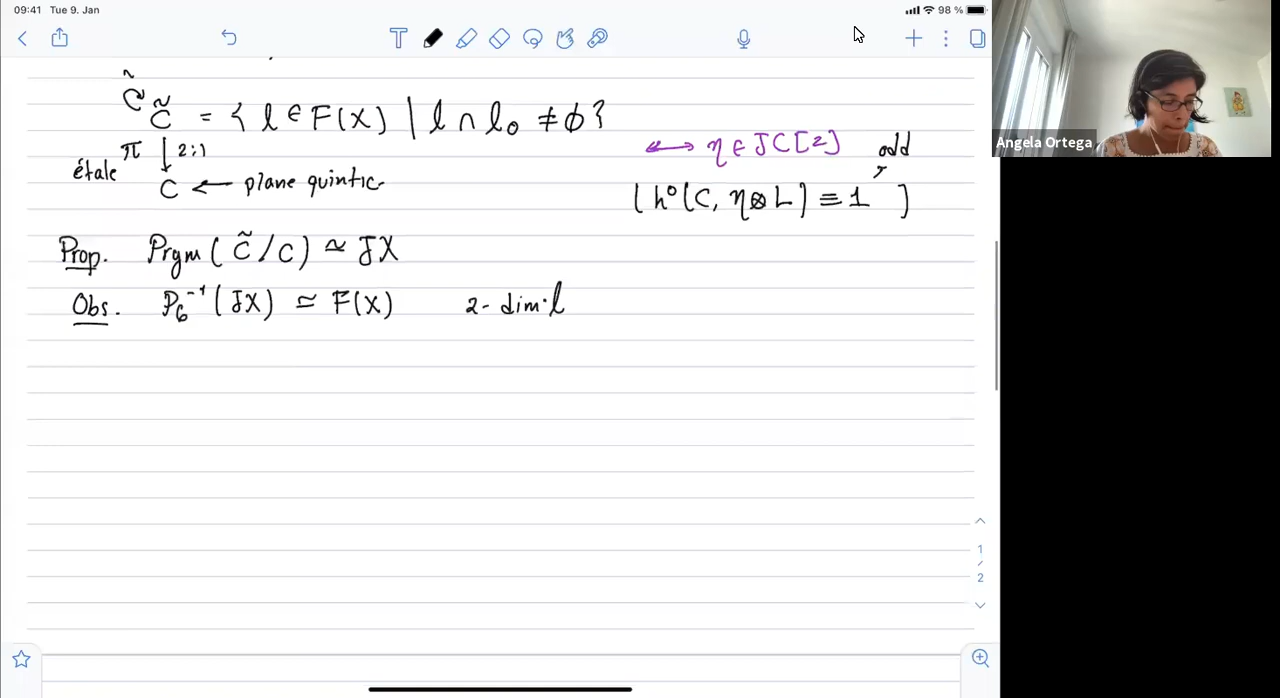 09:41 Tue 9. Jan
98 %
Angela Ortega
C̃ = { l ∈ F(X) | l ∩ l₀ ≠ ∅ }
étale π ↓ 2:1
C ← plane quintic
⟷ η ∈ JC[2] odd
( h⁰(C, η⊗L) ≡ 1 )
Prop. Prym( C̃ / C ) ≃ JX
Obs. P₆⁻¹(JX) ≃ F(X) 2-dim'l
1
/
2